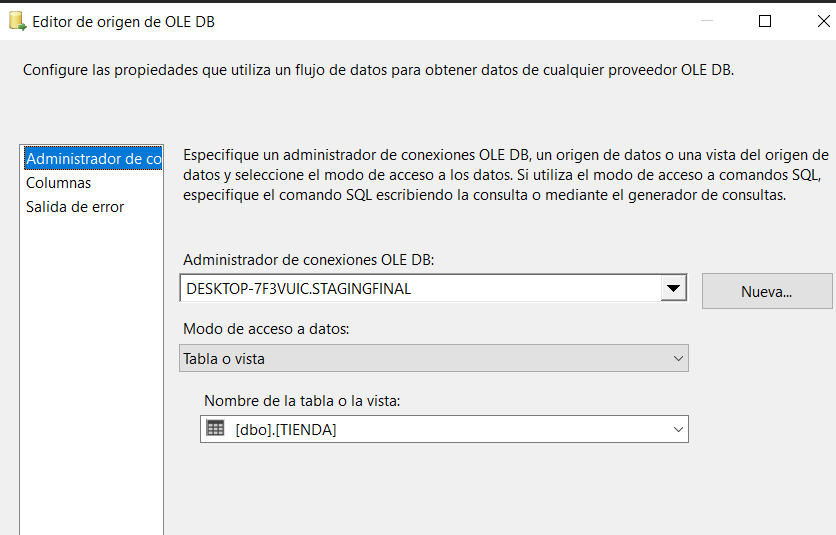 Editor de origen de OLE DB
Configure las propiedades que utiliza un flujo de datos para obtener datos de cualquier proveedor OLE DB.
Administrador de co
Columnas
Salida de error
Especifique un administrador de conexiones OLE DB, un origen de datos o una vista del origen de
datos y seleccione el modo de acceso a los datos. Si utiliza el modo de acceso a comandos SQL,
especifique el comando SQL escribiendo la consulta o mediante el generador de consultas.
Administrador de conexiones OLE DB:
DESKTOP-7F3VUIC.STAGINGFINAL
Nueva...
Modo de acceso a datos:
Tabla o vista
Nombre de la tabla o la vista:
[dbo].[TIENDA]